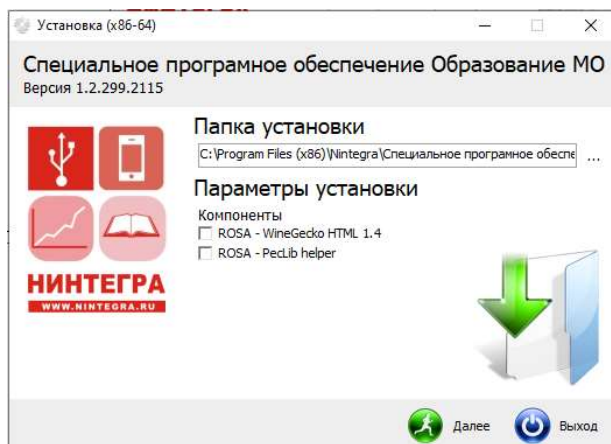 Установка (x86-64)
Специальное програмное обеспечение Образование МО
Версия 1.2.299.2115
Папка установки
C:\Program Files (x86)\Nintegra\Специальное програмное обеспе
...
Параметры установки
Компоненты
ROSA - WineGecko HTML 1.4
ROSA - PecLib helper
НИНТЕГРА
WWW.NINTEGRA.RU
Далее
Выход